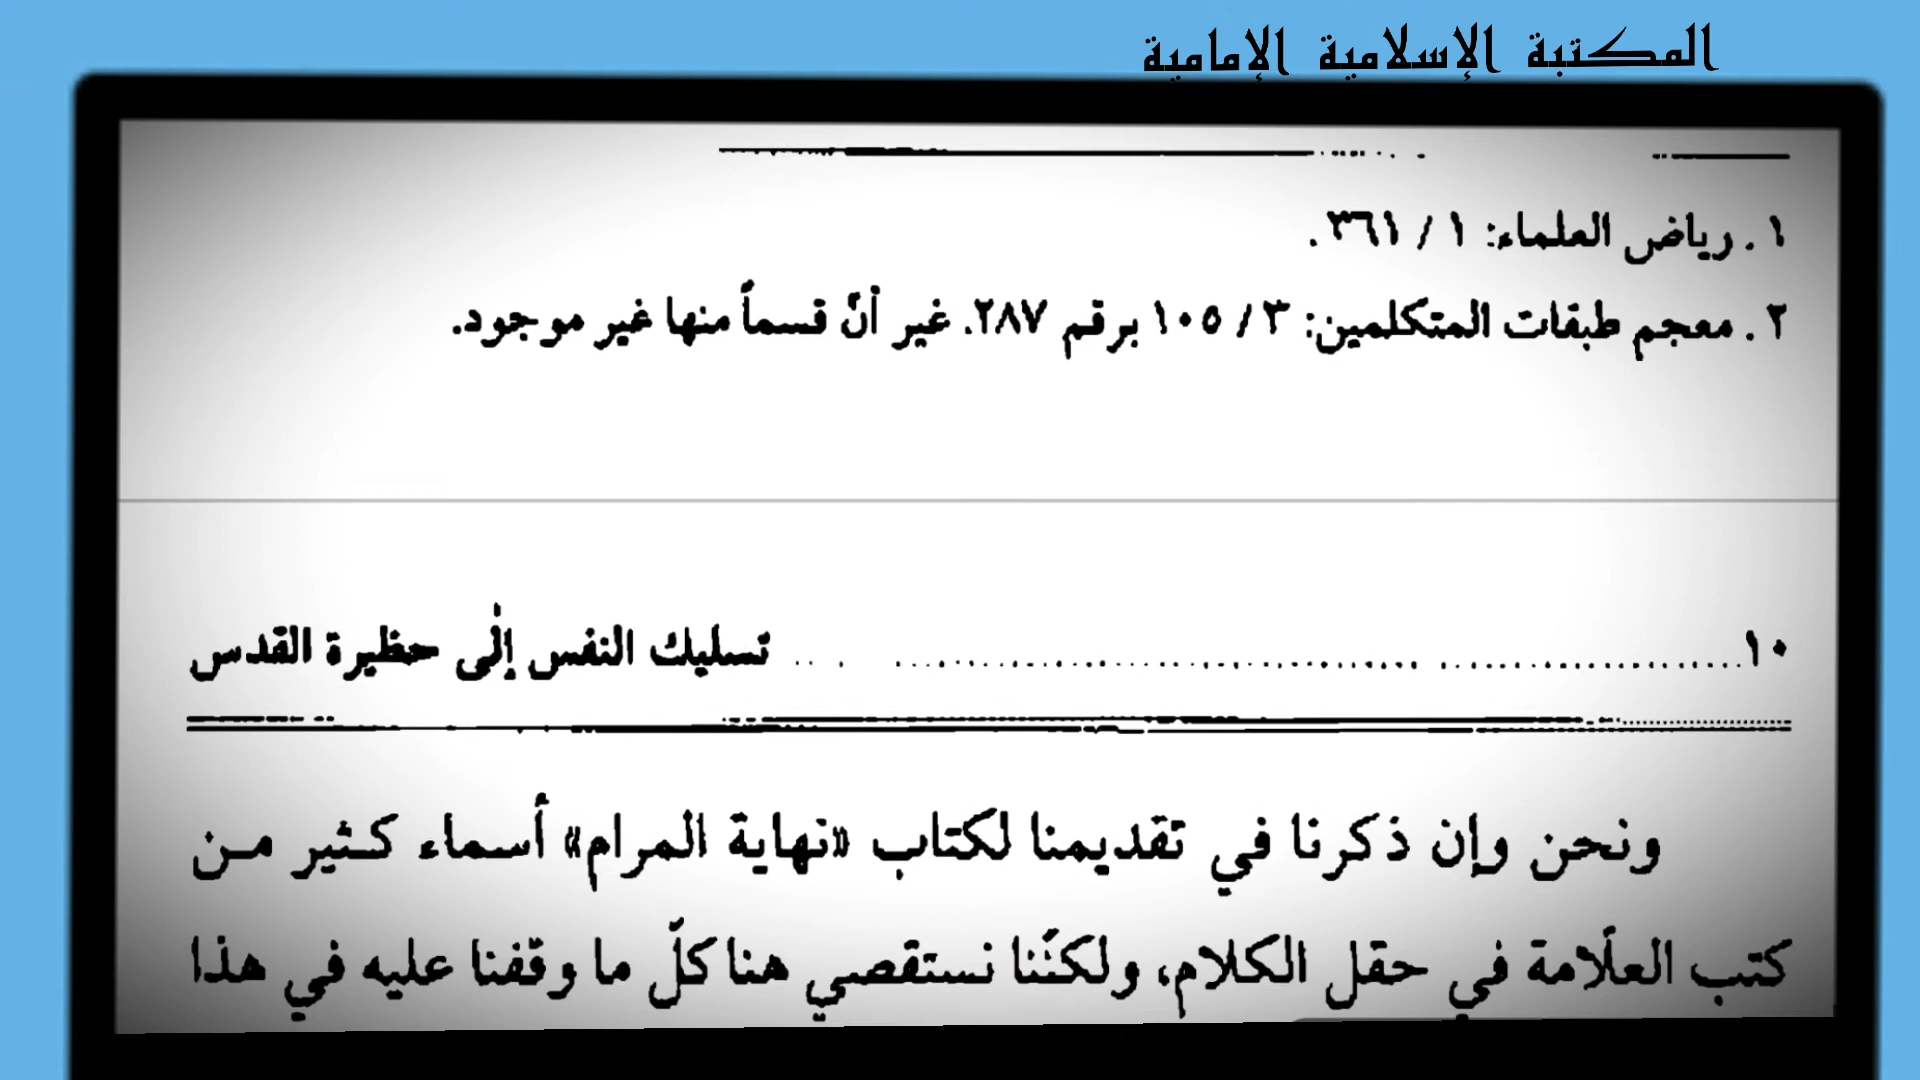 المكتبة الإسلامية الإمامية
١ . رياض العلماء: ١ / ٣٦١ .
٢ . معجم طبقات المتكلمين: ٣ / ١٠٥ برقم ٢٨٧. غير أنّ قسماً منها غير موجود.
١٠ ........................................ تسليك النفس إلى حظيرة القدس
ونحن وإن ذكرنا في تقديمنا لكتاب «نهاية المرام» أسماء كـثير مـن
كتب العلّامة في حقل الكلام، ولكنّنا نستقصي هنا كلّ ما وقفنا عليه في هذا